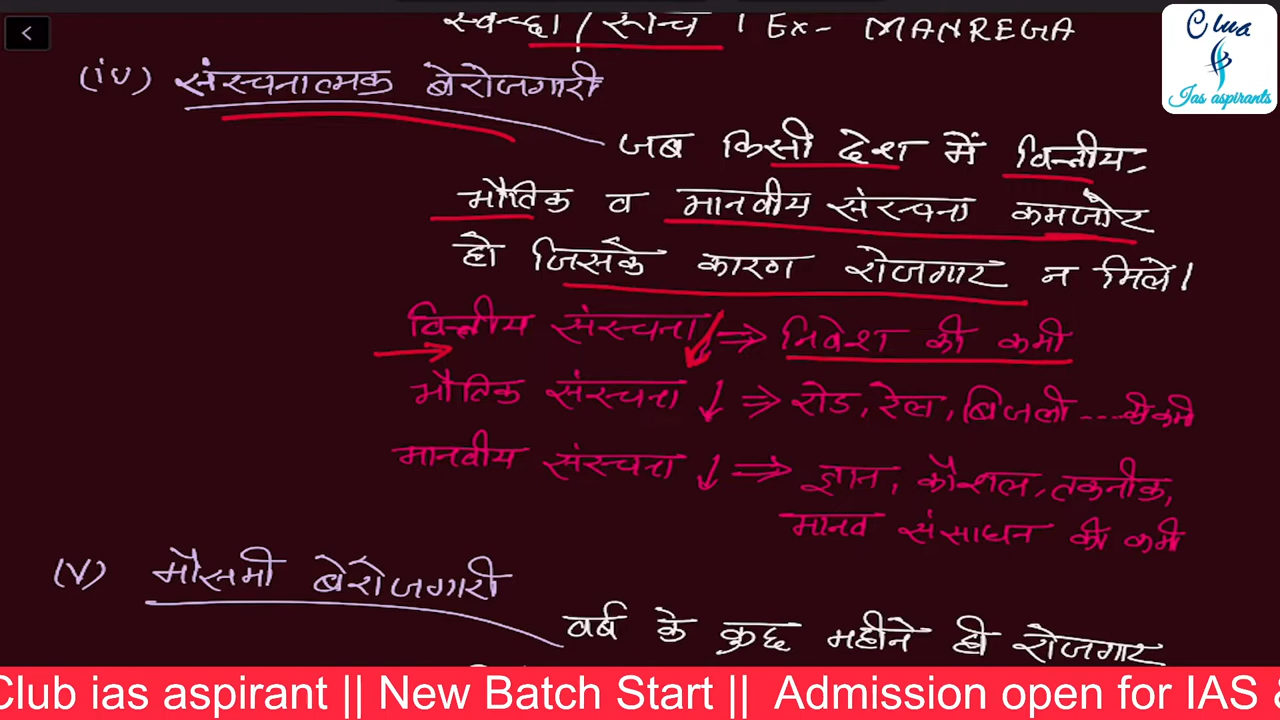 स्वेच्छा / रूचि । Ex- MANREGA
Club
Ias aspirants
(iv) संरचनात्मक बेरोजगारी
जब किसी देश में वित्तीय,
भौतिक व मानवीय संरचना कमजोर
हो जिसके कारण रोजगार न मिले।
वित्तीय संरचना ↓ ⇒ निवेश की कमी
भौतिक संरचना ↓ ⇒ रोड, रेल, बिजली .... की कमी
मानवीय संरचना ↓ ⇒ ज्ञान, कौशल, तकनीक,
मानव संसाधन की कमी
(v) मौसमी बेरोजगारी
वर्ष के कुछ महीने ही रोजगार
Club ias aspirant || New Batch Start || Admission open for IAS &